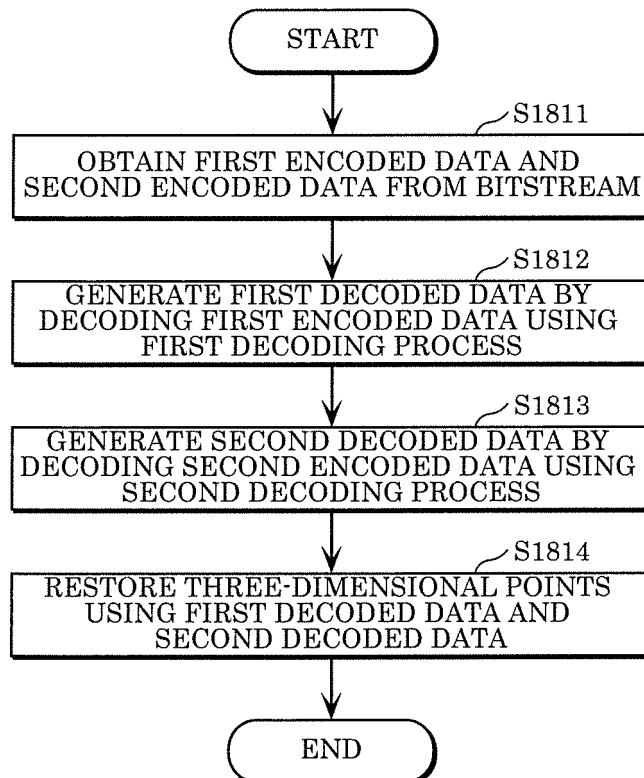 START
S1811
OBTAIN FIRST ENCODED DATA AND
SECOND ENCODED DATA FROM BITSTREAM
S1812
GENERATE FIRST DECODED DATA BY
DECODING FIRST ENCODED DATA USING
FIRST DECODING PROCESS
S1813
GENERATE SECOND DECODED DATA BY
DECODING SECOND ENCODED DATA USING
SECOND DECODING PROCESS
S1814
RESTORE THREE-DIMENSIONAL POINTS
USING FIRST DECODED DATA AND
SECOND DECODED DATA
END